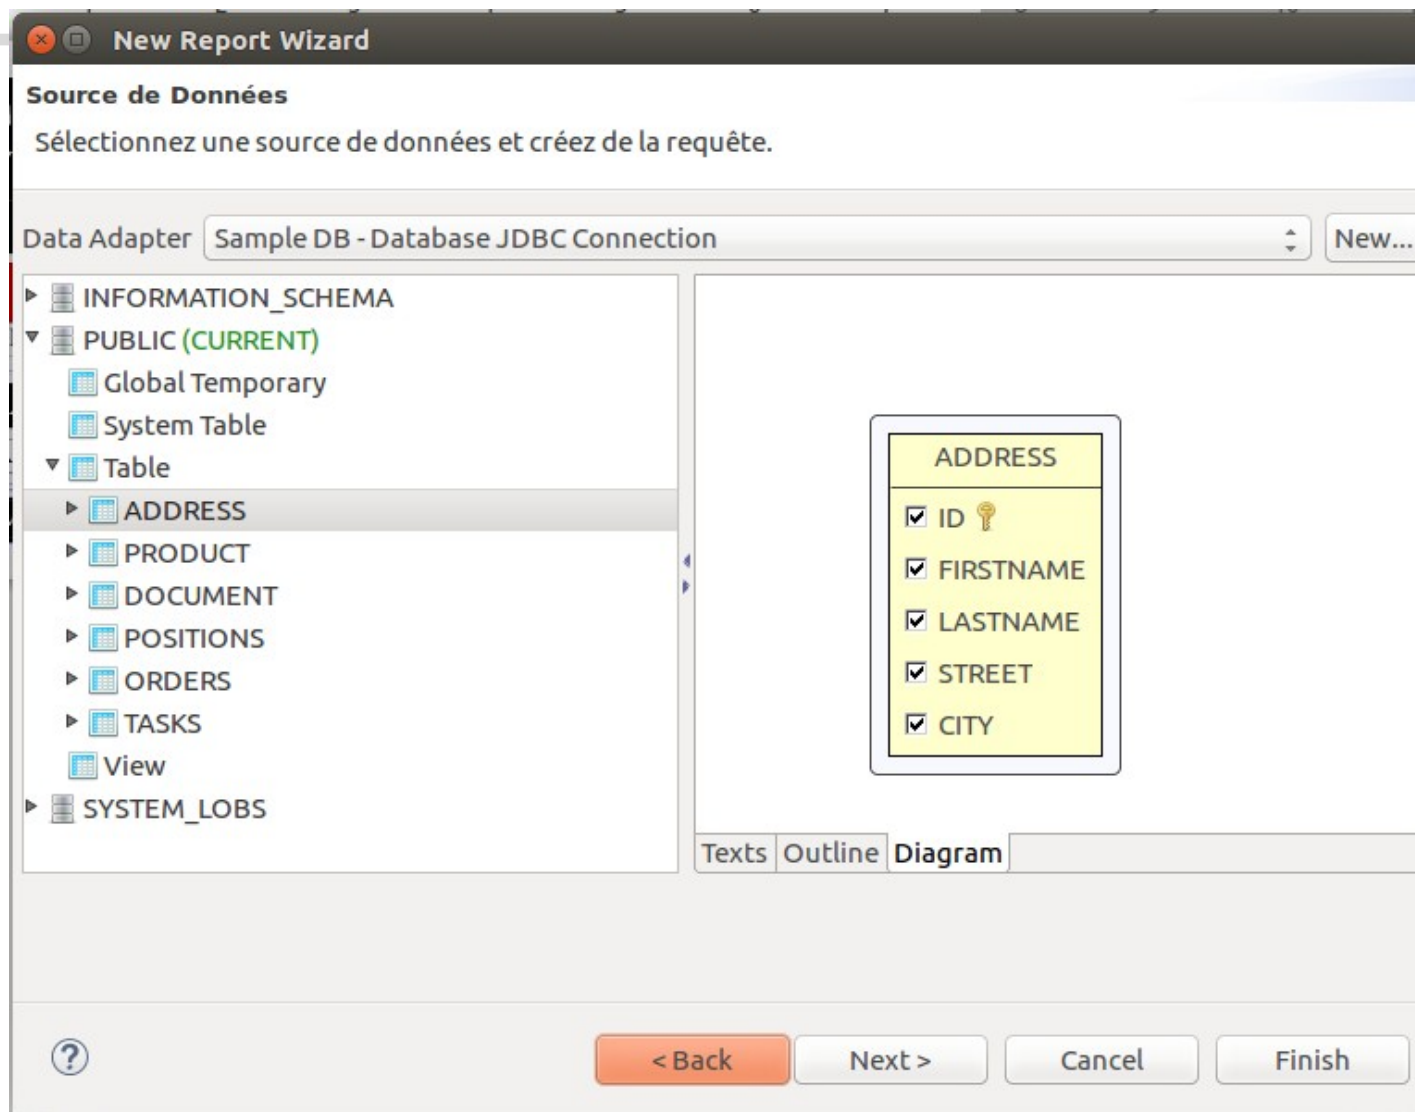 New Report Wizard
Source de Données
Sélectionnez une source de données et créez de la requête.
Data Adapter Sample DB - Database JDBC Connection New...
INFORMATION_SCHEMA
PUBLIC (CURRENT)
Global Temporary
System Table
Table
ADDRESS
PRODUCT
DOCUMENT
POSITIONS
ORDERS
TASKS
View
SYSTEM_LOBS
ADDRESS
ID
FIRSTNAME
LASTNAME
STREET
CITY
Texts Outline Diagram
? < Back Next > Cancel Finish